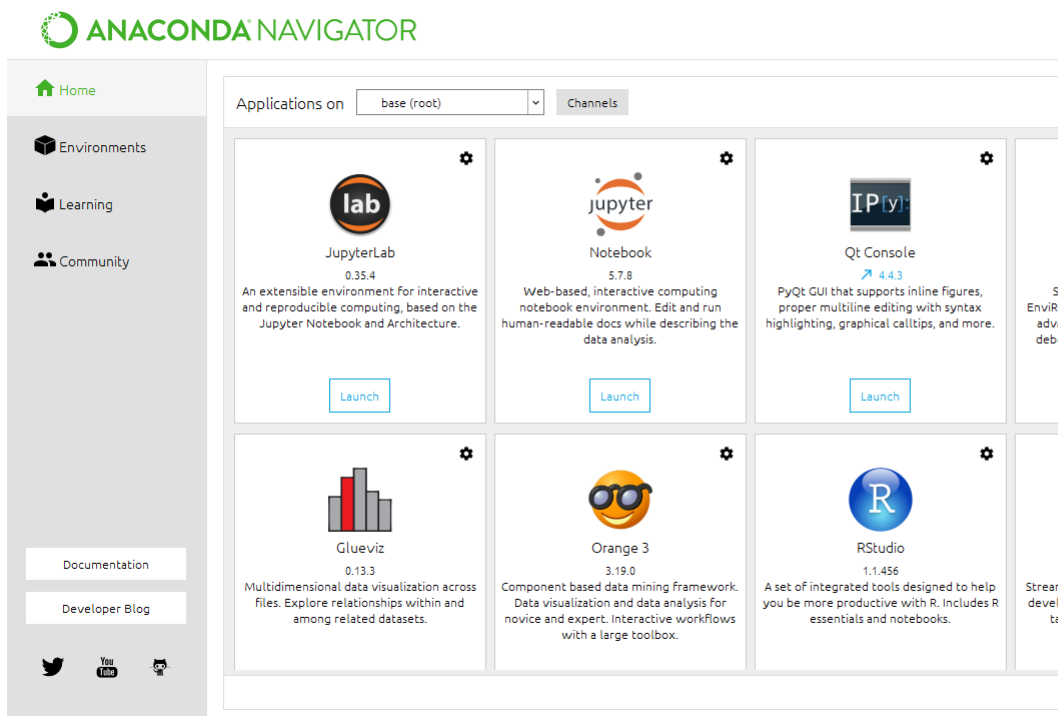 ANACONDA NAVIGATOR
Home
Environments
Learning
Community
Documentation
Developer Blog
You
Tube
Applications on base (root) Channels
lab
JupyterLab
0.35.4
An extensible environment for interactive
and reproducible computing, based on the
Jupyter Notebook and Architecture.
Launch
jupyter
Notebook
5.7.8
Web-based, interactive computing
notebook environment. Edit and run
human-readable docs while describing the
data analysis.
Launch
IP[y]:
Qt Console
4.4.3
PyQt GUI that supports inline figures,
proper multiline editing with syntax
highlighting, graphical calltips, and more.
Launch
S
EnviR
adva
debu
Glueviz
0.13.3
Multidimensional data visualization across
files. Explore relationships within and
among related datasets.
Orange 3
3.19.0
Component based data mining framework.
Data visualization and data analysis for
novice and expert. Interactive workflows
with a large toolbox.
R
RStudio
1.1.456
A set of integrated tools designed to help
you be more productive with R. Includes R
essentials and notebooks.
Strear
devel
ta